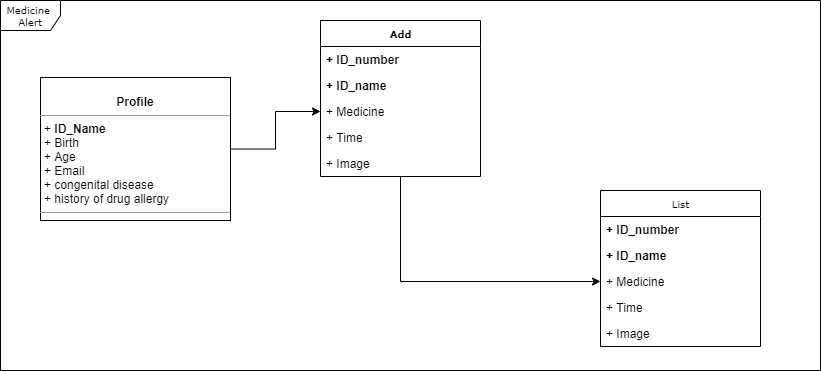 Medicine
Alert
Profile
+ ID_Name
+ Birth
+ Age
+ Email
+ congenital disease
+ history of drug allergy
Add
+ ID_number
+ ID_name
+ Medicine
+ Time
+ Image
List
+ ID_number
+ ID_name
+ Medicine
+ Time
+ Image